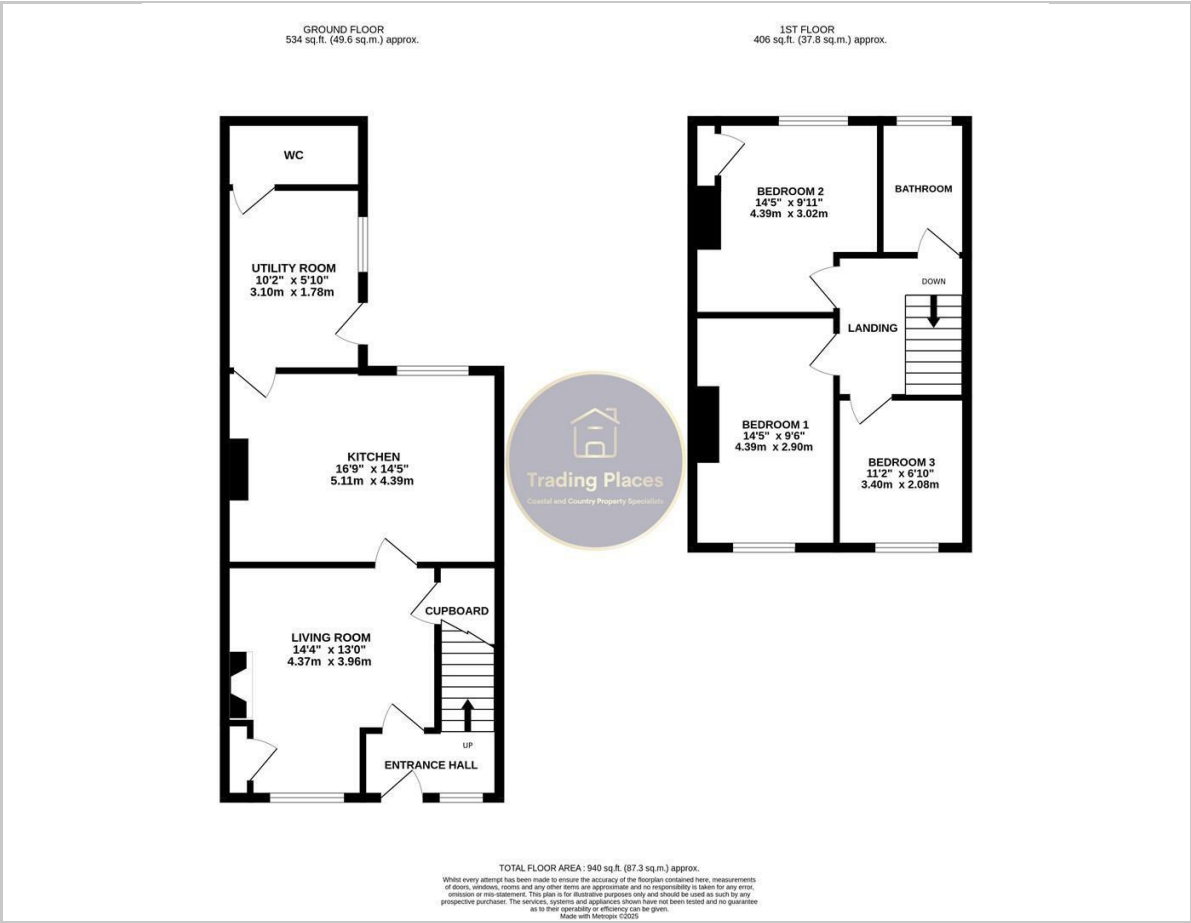 GROUND FLOOR
534 sq.ft. (49.6 sq.m.) approx.
1ST FLOOR
406 sq.ft. (37.8 sq.m.) approx.
WC
UTILITY ROOM
10'2" x 5'10"
3.10m x 1.78m
KITCHEN
16'9" x 14'5"
5.11m x 4.39m
CUPBOARD
LIVING ROOM
14'4" x 13'0"
4.37m x 3.96m
UP
ENTRANCE HALL
Trading Places
Coastal and Country Property Specialists
BEDROOM 2
14'5" x 9'11"
4.39m x 3.02m
BATHROOM
DOWN
LANDING
BEDROOM 1
14'5" x 9'6"
4.39m x 2.90m
BEDROOM 3
11'2" x 6'10"
3.40m x 2.08m
TOTAL FLOOR AREA : 940 sq.ft. (87.3 sq.m.) approx.
Whilst every attempt has been made to ensure the accuracy of the floorplan contained here, measurements
of doors, windows, rooms and any other items are approximate and no responsibility is taken for any error,
omission or mis-statement. This plan is for illustrative purposes only and should be used as such by any
prospective purchaser. The services, systems and appliances shown have not been tested and no guarantee
as to their operability or efficiency can be given.
Made with Metropix ©2025